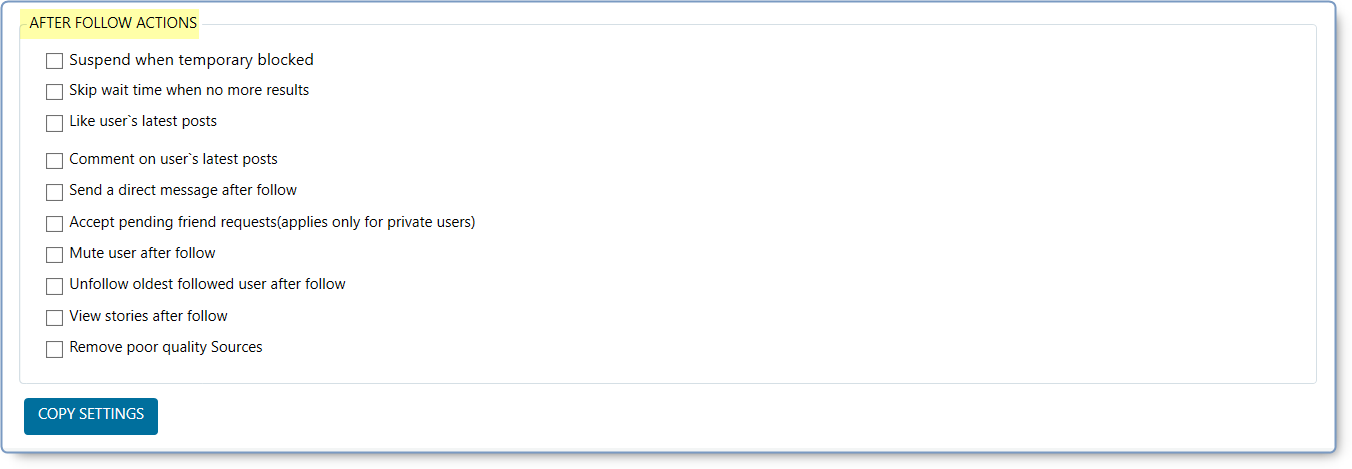 AFTER FOLLOW ACTIONS
Suspend when temporary blocked
Skip wait time when no more results
Like user`s latest posts
Comment on user`s latest posts
Send a direct message after follow
Accept pending friend requests(applies only for private users)
Mute user after follow
Unfollow oldest followed user after follow
View stories after follow
Remove poor quality Sources
COPY SETTINGS